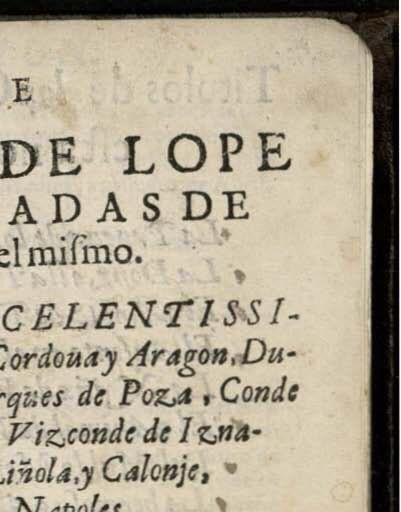 E
DE LOPE
ADAS DE
el miſmo.
CELENTISSI-
Cordoua y Aragon, Du-
rques de Poza, Conde
Vizconde de Izna-
iñola, y Calonje,
Napoles